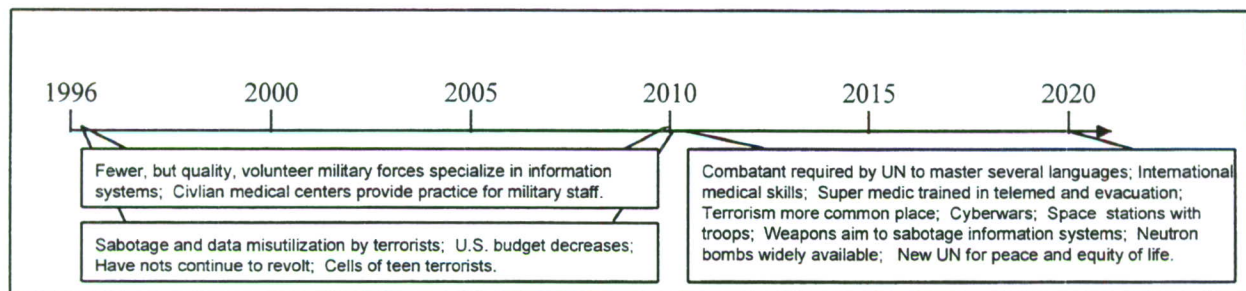 1996 2000 2005 2010 2015 2020
Fewer, but quality, volunteer military forces specialize in information
systems; Civlian medical centers provide practice for military staff.
Sabotage and data misutilization by terrorists; U.S. budget decreases;
Have nots continue to revolt; Cells of teen terrorists.
Combatant required by UN to master several languages; International
medical skills; Super medic trained in telemed and evacuation;
Terrorism more common place; Cyberwars; Space stations with
troops; Weapons aim to sabotage information systems; Neutron
bombs widely available; New UN for peace and equity of life.